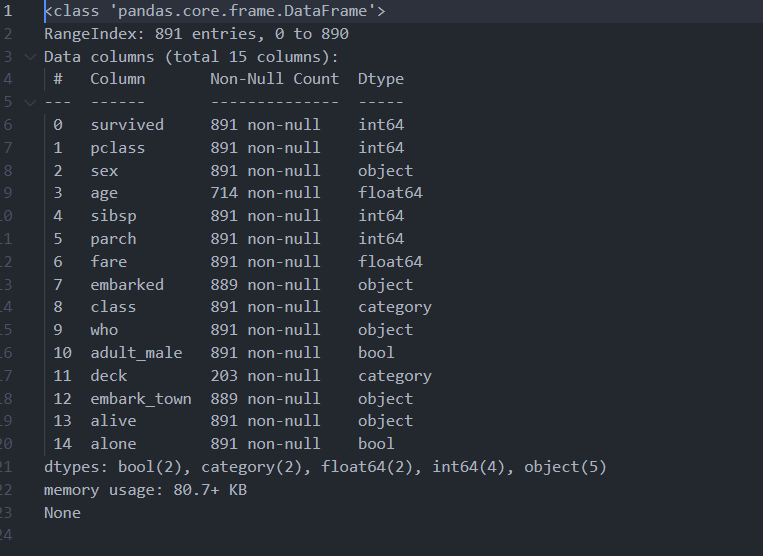 1 <class 'pandas.core.frame.DataFrame'>
2 RangeIndex: 891 entries, 0 to 890
3 Data columns (total 15 columns):
4  #   Column       Non-Null Count  Dtype
5 ---  ------       --------------  -----
6  0   survived     891 non-null    int64
7  1   pclass       891 non-null    int64
8  2   sex          891 non-null    object
9  3   age          714 non-null    float64
10  4   sibsp        891 non-null    int64
11  5   parch        891 non-null    int64
12  6   fare         891 non-null    float64
13  7   embarked     889 non-null    object
14  8   class        891 non-null    category
15  9   who          891 non-null    object
16  10  adult_male   891 non-null    bool
17  11  deck         203 non-null    category
18  12  embark_town  889 non-null    object
19  13  alive        891 non-null    object
20  14  alone        891 non-null    bool
21 dtypes: bool(2), category(2), float64(2), int64(4), object(5)
22 memory usage: 80.7+ KB
23 None
24